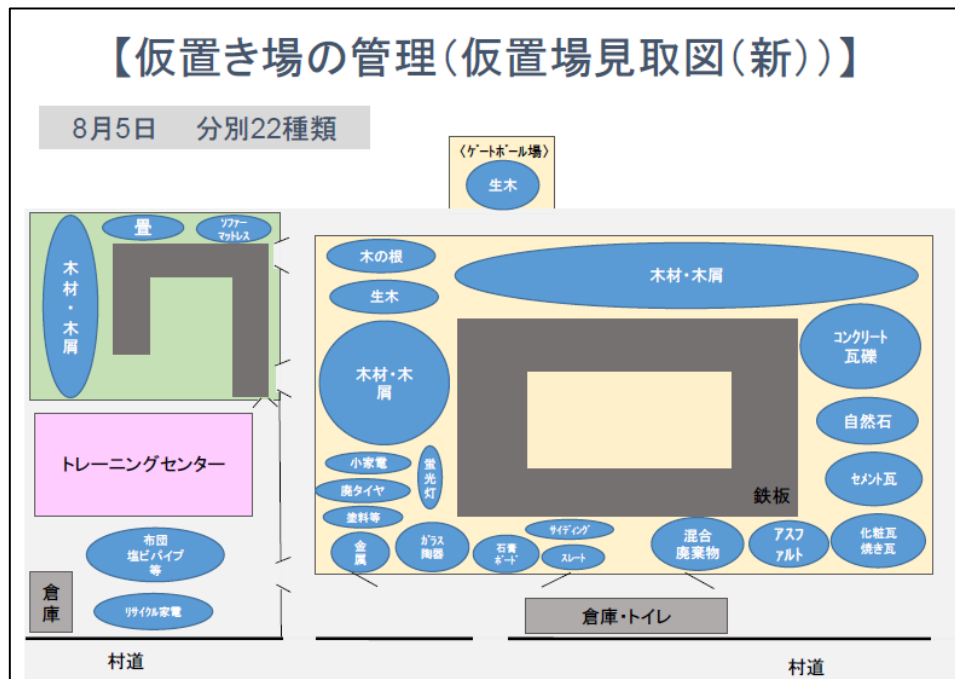 【仮置き場の管理(仮置場見取図(新))】
8月5日 分別22種類
〈ｹﾞｰﾄﾎﾞｰﾙ場〉
生木
畳
ｿﾌｧｰ
ﾏｯﾄﾚｽ
木材・木屑
木の根
生木
木材・木屑
木材・木
屑
コンクリート
瓦礫
自然石
セメント瓦
化粧瓦
焼き瓦
鉄板
トレーニングセンター
小家電
蛍光灯
廃タイヤ
塗料等
金属
ｶﾞﾗｽ
陶器
石膏
ﾎﾞｰﾄﾞ
ｻｲﾃﾞｨﾝｸﾞ
ｽﾚｰﾄ
混合
廃棄物
アスフ
ァルト
布団
塩ビパイプ
等
倉庫
ﾘｻｲｸﾙ家電
倉庫・トイレ
村道
村道